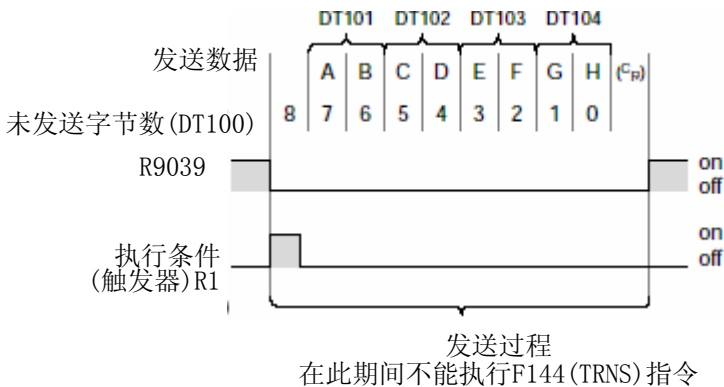 DT101 DT102 DT103 DT104
发送数据 A B C D E F G H (CR)
未发送字节数(DT100) 8 7 6 5 4 3 2 1 0
R9039 on
off
执行条件 on
(触发器)R1 off
发送过程
在此期间不能执行F144(TRNS)指令